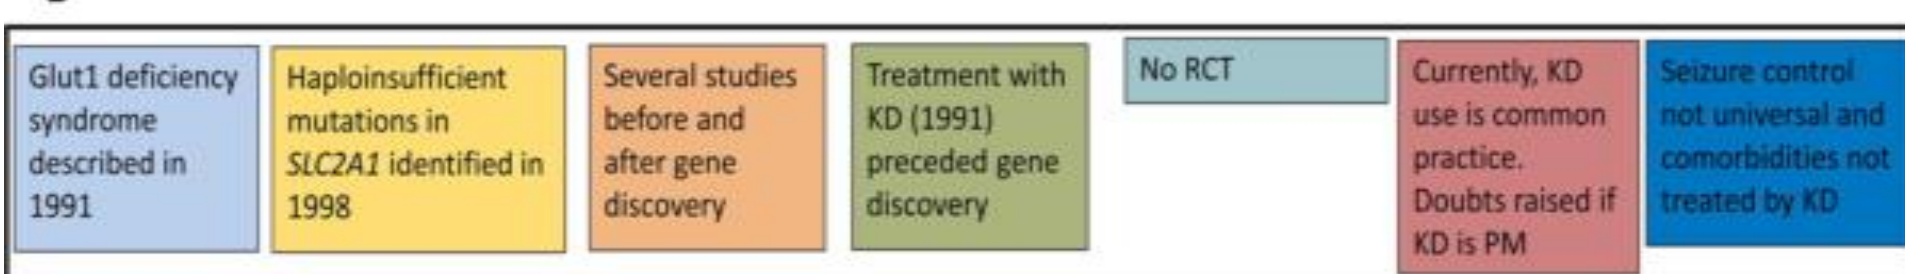 Glut1 deficiency
syndrome
described in
1991
Haploinsufficient
mutations in
SLC2A1 identified in
1998
Several studies
before and
after gene
discovery
Treatment with
KD (1991)
preceded gene
discovery
No RCT
Currently, KD
use is common
practice.
Doubts raised if
KD is PM
Seizure control
not universal and
comorbidities not
treated by KD